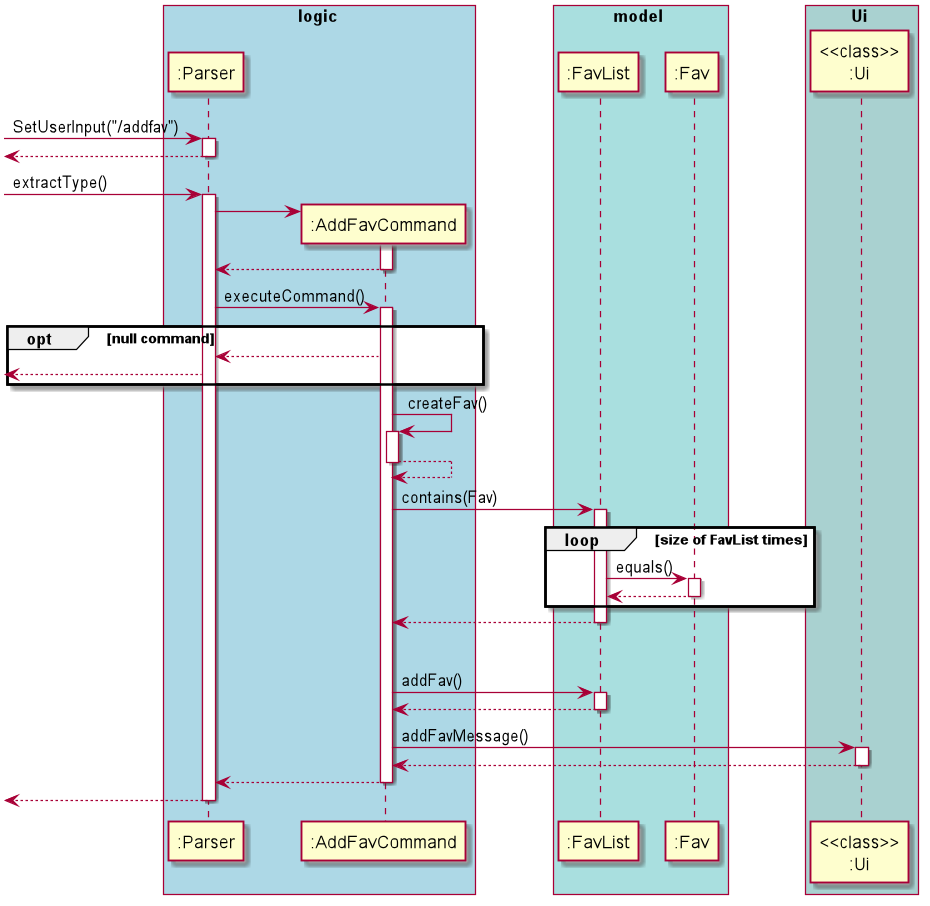 logic
model
Ui
:Parser
:FavList
:Fav
<<class>>
:Ui
SetUserInput("/addfav")
extractType()
:AddFavCommand
executeCommand()
opt
[null command]
createFav()
contains(Fav)
loop
[size of FavList times]
equals()
addFav()
addFavMessage()
:Parser
:AddFavCommand
:FavList
:Fav
<<class>>
:Ui